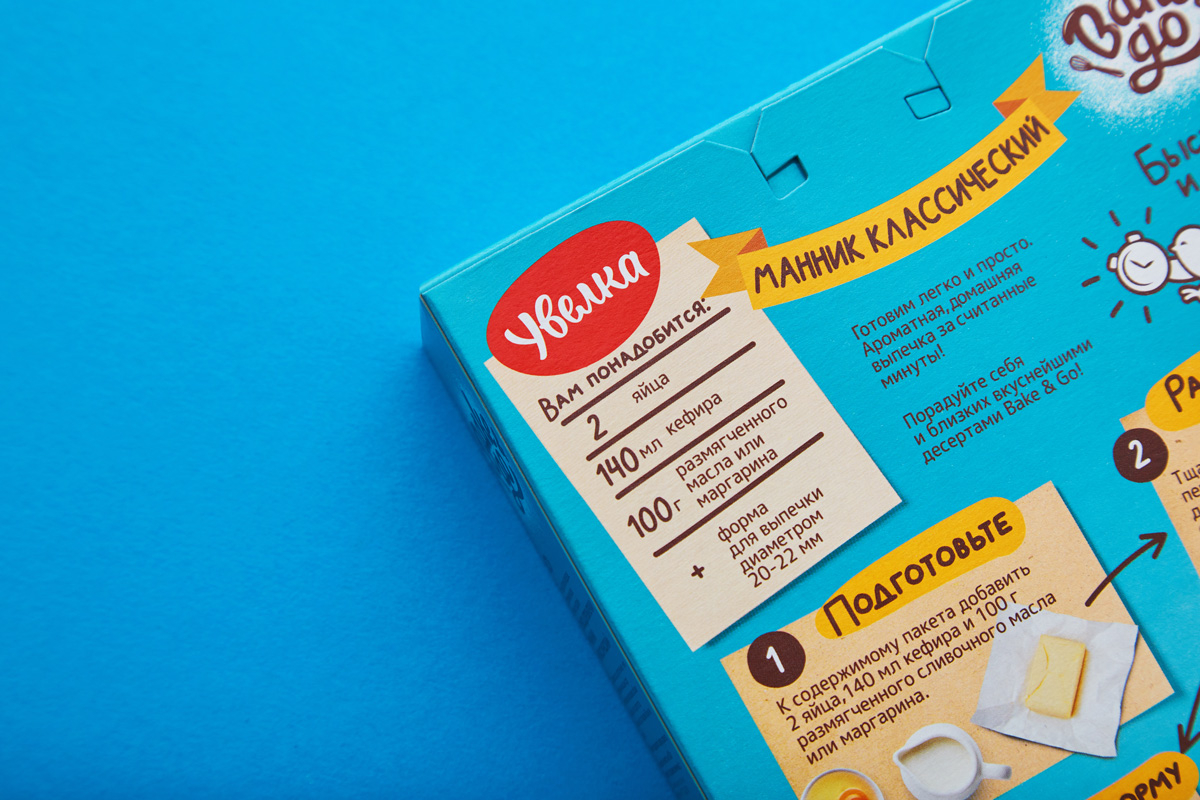 увелка
МАННИК КЛАССИЧЕСКИЙ
Вам понадобится:
2 яйца
140 мл кефира
100 г размягченного
масла или
маргарина
+ форма
для выпечки
диаметром
20-22 мм
Готовим легко и просто.
Ароматная, домашняя
выпечка за считанные
минуты!
Порадуйте себя
и близких вкуснейшими
десертами Bake & Go!
1 Подготовьте
К содержимому пакета добавить
2 яйца, 140 мл кефира и 100 г
размягченного сливочного масла
или маргарина.
2
и